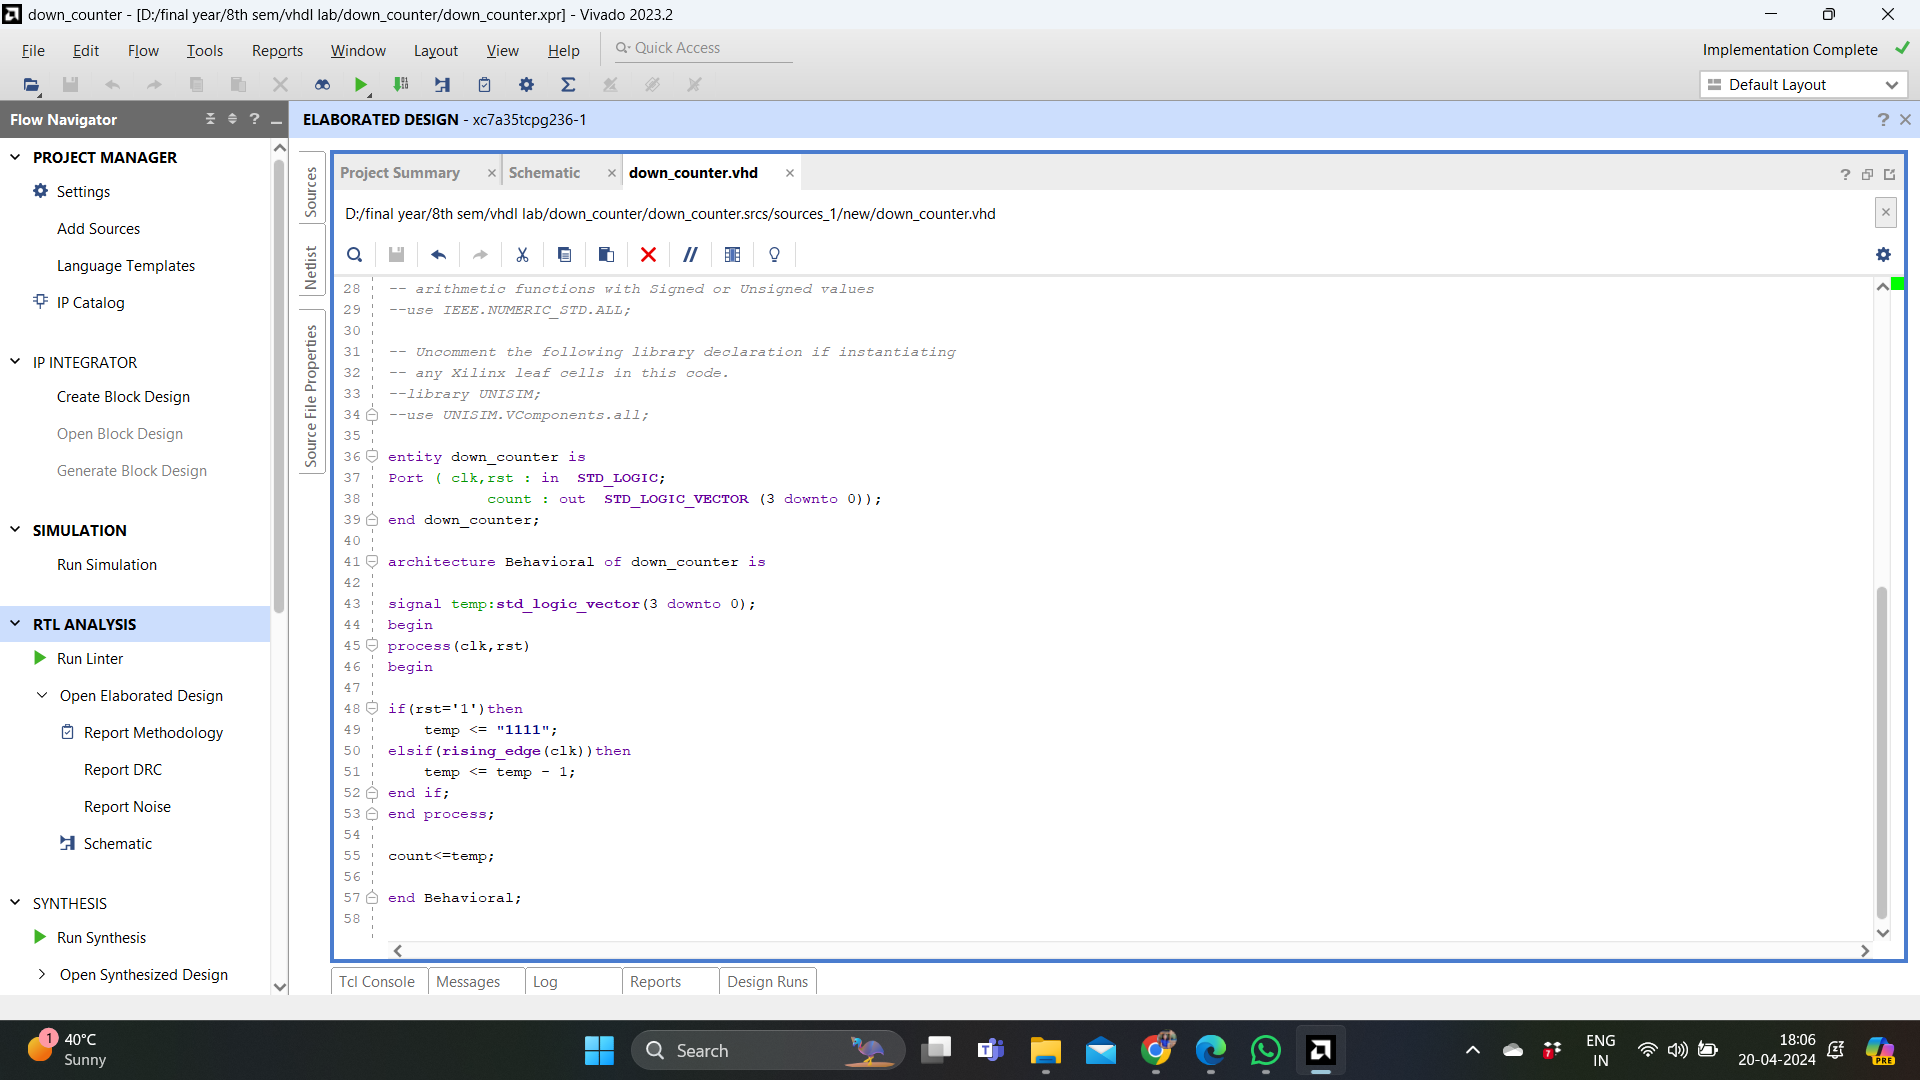 down_counter - [D:/final year/8th sem/vhdl lab/down_counter/down_counter.xpr] - Vivado 2023.2
File Edit Flow Tools Reports Window Layout View Help Quick Access
Implementation Complete
Default Layout
Flow Navigator
ELABORATED DESIGN - xc7a35tcpg236-1
PROJECT MANAGER
Settings
Add Sources
Language Templates
IP Catalog
IP INTEGRATOR
Create Block Design
Open Block Design
Generate Block Design
SIMULATION
Run Simulation
RTL ANALYSIS
Run Linter
Open Elaborated Design
Report Methodology
Report DRC
Report Noise
Schematic
SYNTHESIS
Run Synthesis
Open Synthesized Design
Sources
Netlist
Source File Properties
Project Summary
Schematic
down_counter.vhd
D:/final year/8th sem/vhdl lab/down_counter/down_counter.srcs/sources_1/new/down_counter.vhd
28 -- arithmetic functions with Signed or Unsigned values
29 --use IEEE.NUMERIC_STD.ALL;
30
31 -- Uncomment the following library declaration if instantiating
32 -- any Xilinx leaf cells in this code.
33 --library UNISIM;
34 --use UNISIM.VComponents.all;
35
36 entity down_counter is
37 Port ( clk,rst : in  STD_LOGIC;
38 count : out  STD_LOGIC_VECTOR (3 downto 0));
39 end down_counter;
40
41 architecture Behavioral of down_counter is
42
43 signal temp:std_logic_vector(3 downto 0);
44 begin
45 process(clk,rst)
46 begin
47
48 if(rst='1')then
49 temp <= "1111";
50 elsif(rising_edge(clk))then
51 temp <= temp - 1;
52 end if;
53 end process;
54
55 count<=temp;
56
57 end Behavioral;
58
Tcl Console
Messages
Log
Reports
Design Runs
1
40°C
Sunny
Search
7
ENG
IN
18:06
20-04-2024
PRE